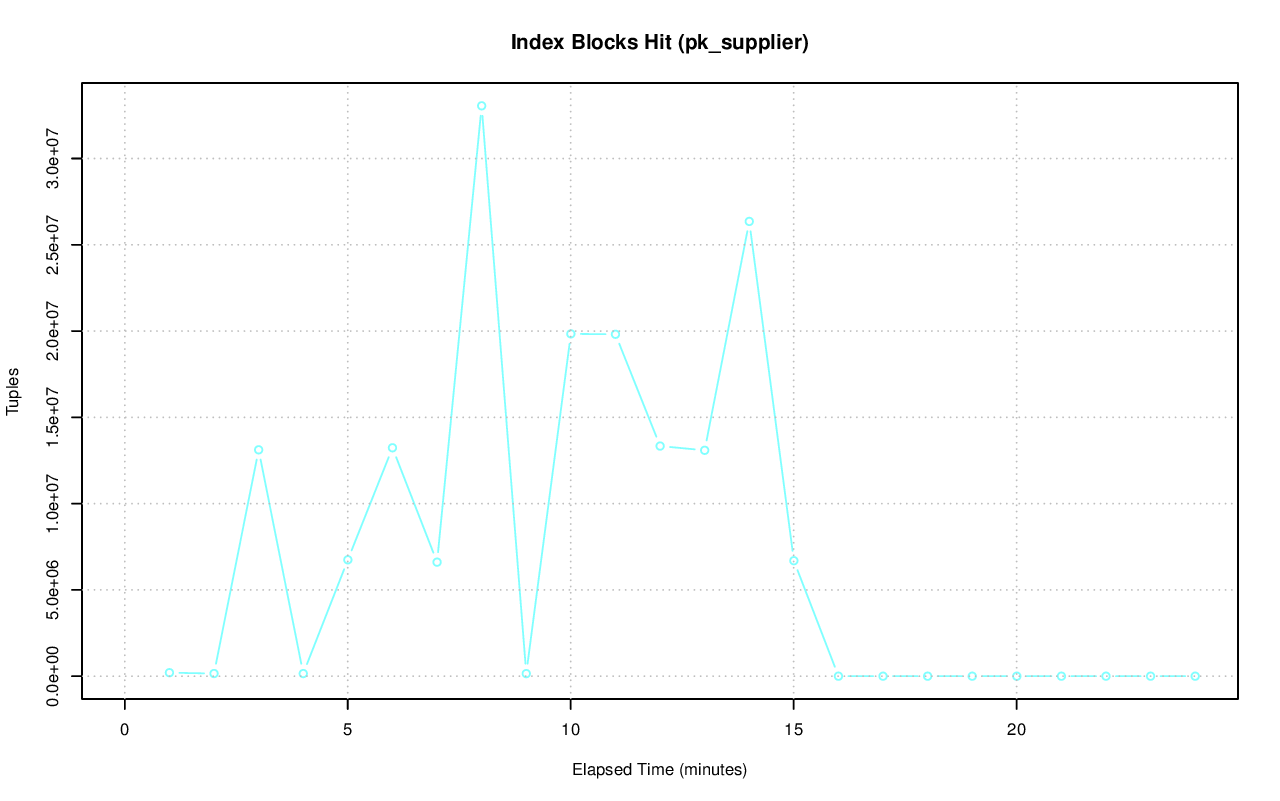 Index Blocks Hit (pk_supplier)
Tuples
3.0e+07
2.5e+07
2.0e+07
1.5e+07
1.0e+07
5.0e+06
0.0e+00
0 5 10 15 20
Elapsed Time (minutes)